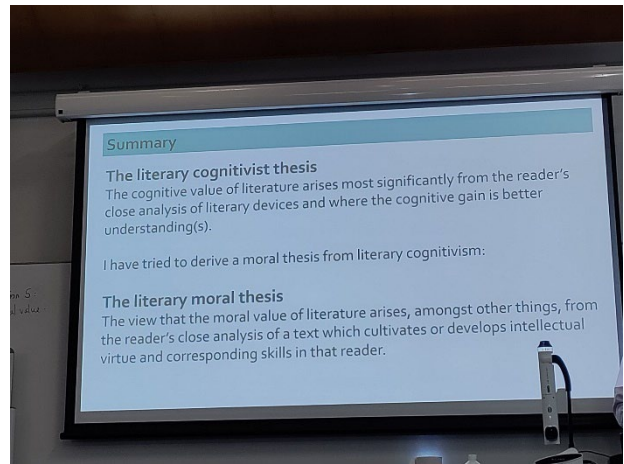 Summary
The literary cognitivist thesis
The cognitive value of literature arises most significantly from the reader's
close analysis of literary devices and where the cognitive gain is better
understanding(s).
I have tried to derive a moral thesis from literary cognitivism:
The literary moral thesis
The view that the moral value of literature arises, amongst other things, from
the reader's close analysis of a text which cultivates or develops intellectual
virtue and corresponding skills in that reader.
value